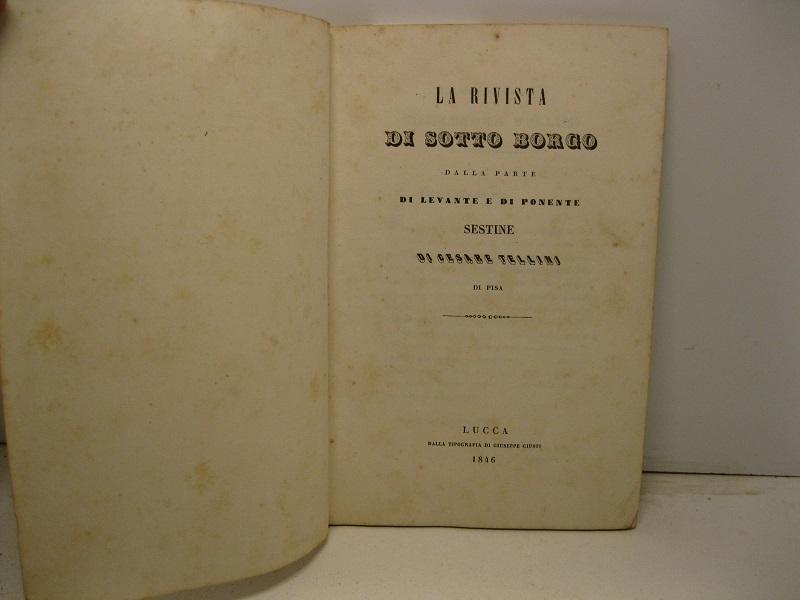 LA RIVISTA
DI SOTTO BORGO
DALLA PARTE
DI LEVANTE E DI PONENTE
SESTINE
DI CESARE TELLINI
DI PISA
LUCCA
DALLA TIPOGRAFIA DI GIUSEPPE GIUSTI
1846